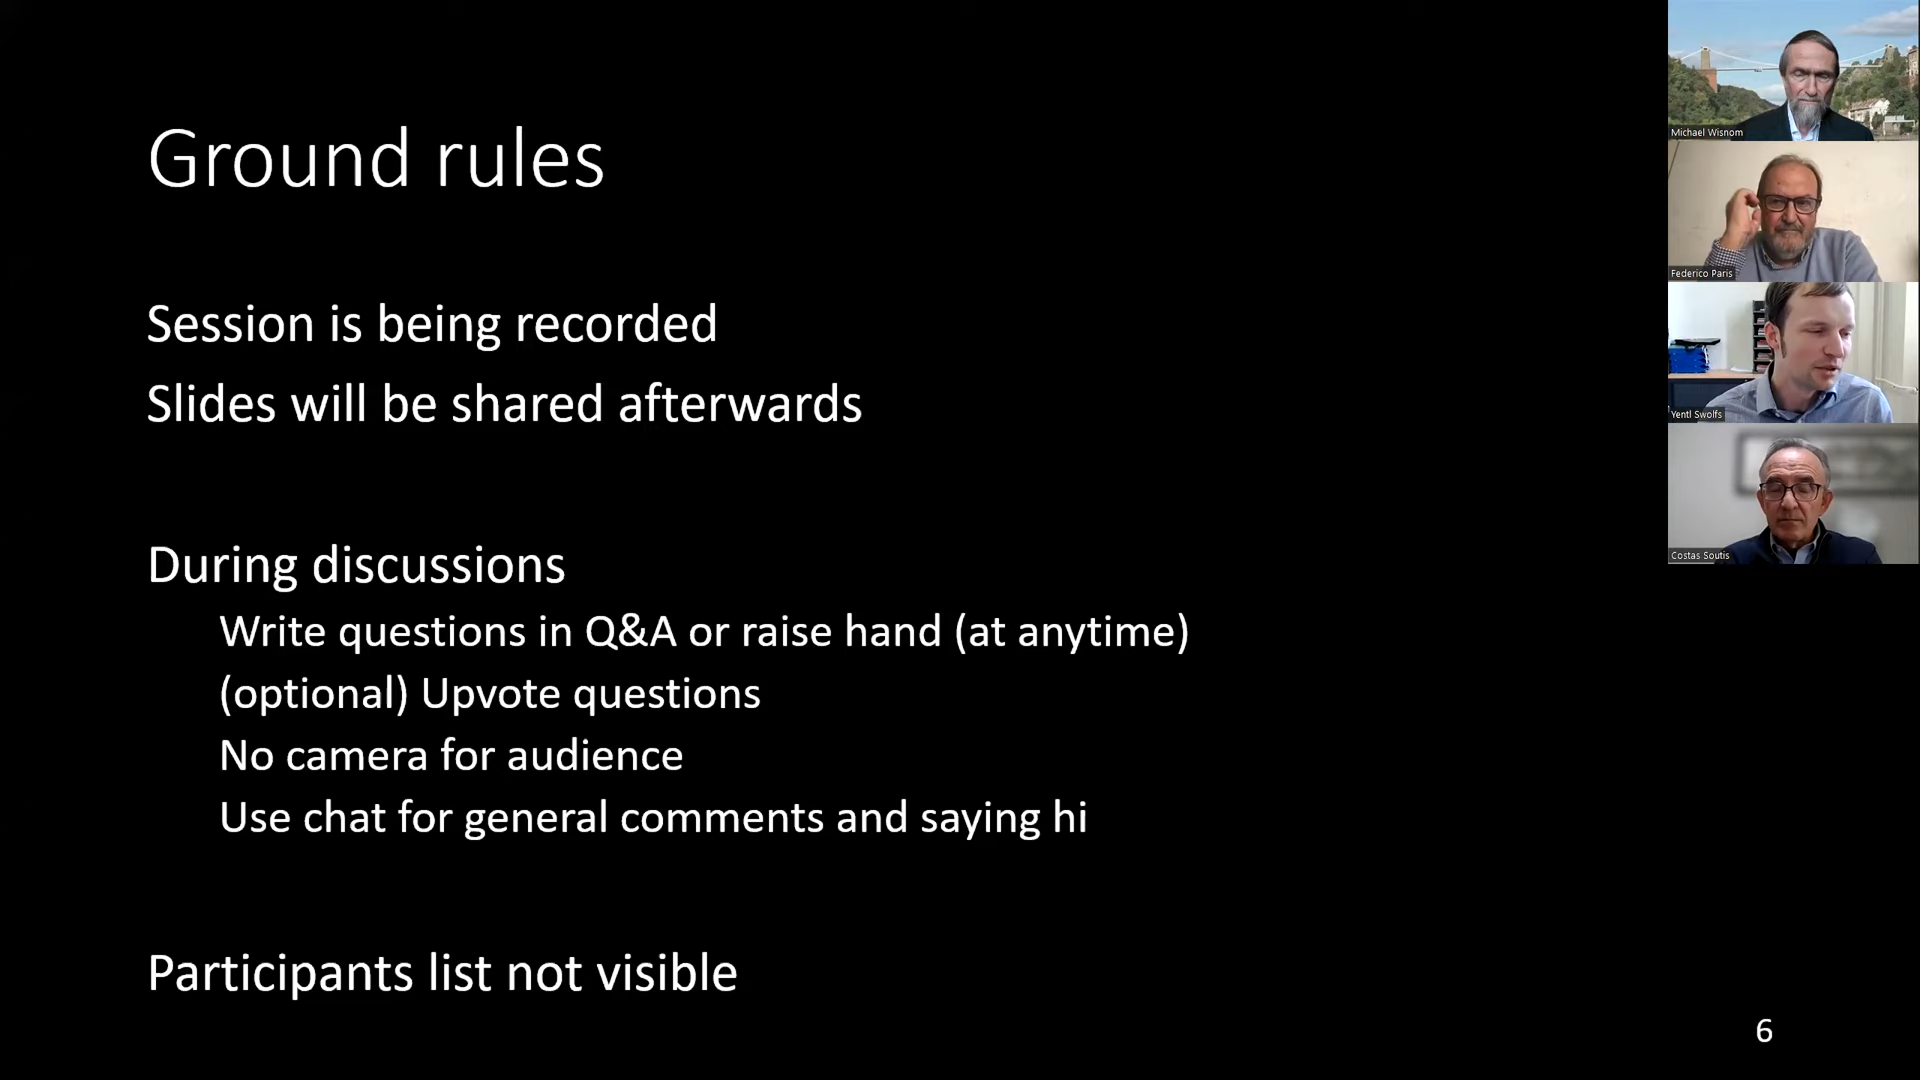 Ground rules
Session is being recorded
Slides will be shared afterwards
During discussions
Write questions in Q&A or raise hand (at anytime)
(optional) Upvote questions
No camera for audience
Use chat for general comments and saying hi
Participants list not visible
6
Michael Wisnom
Federico Paris
Yentl Swolfs
Costas Soutis